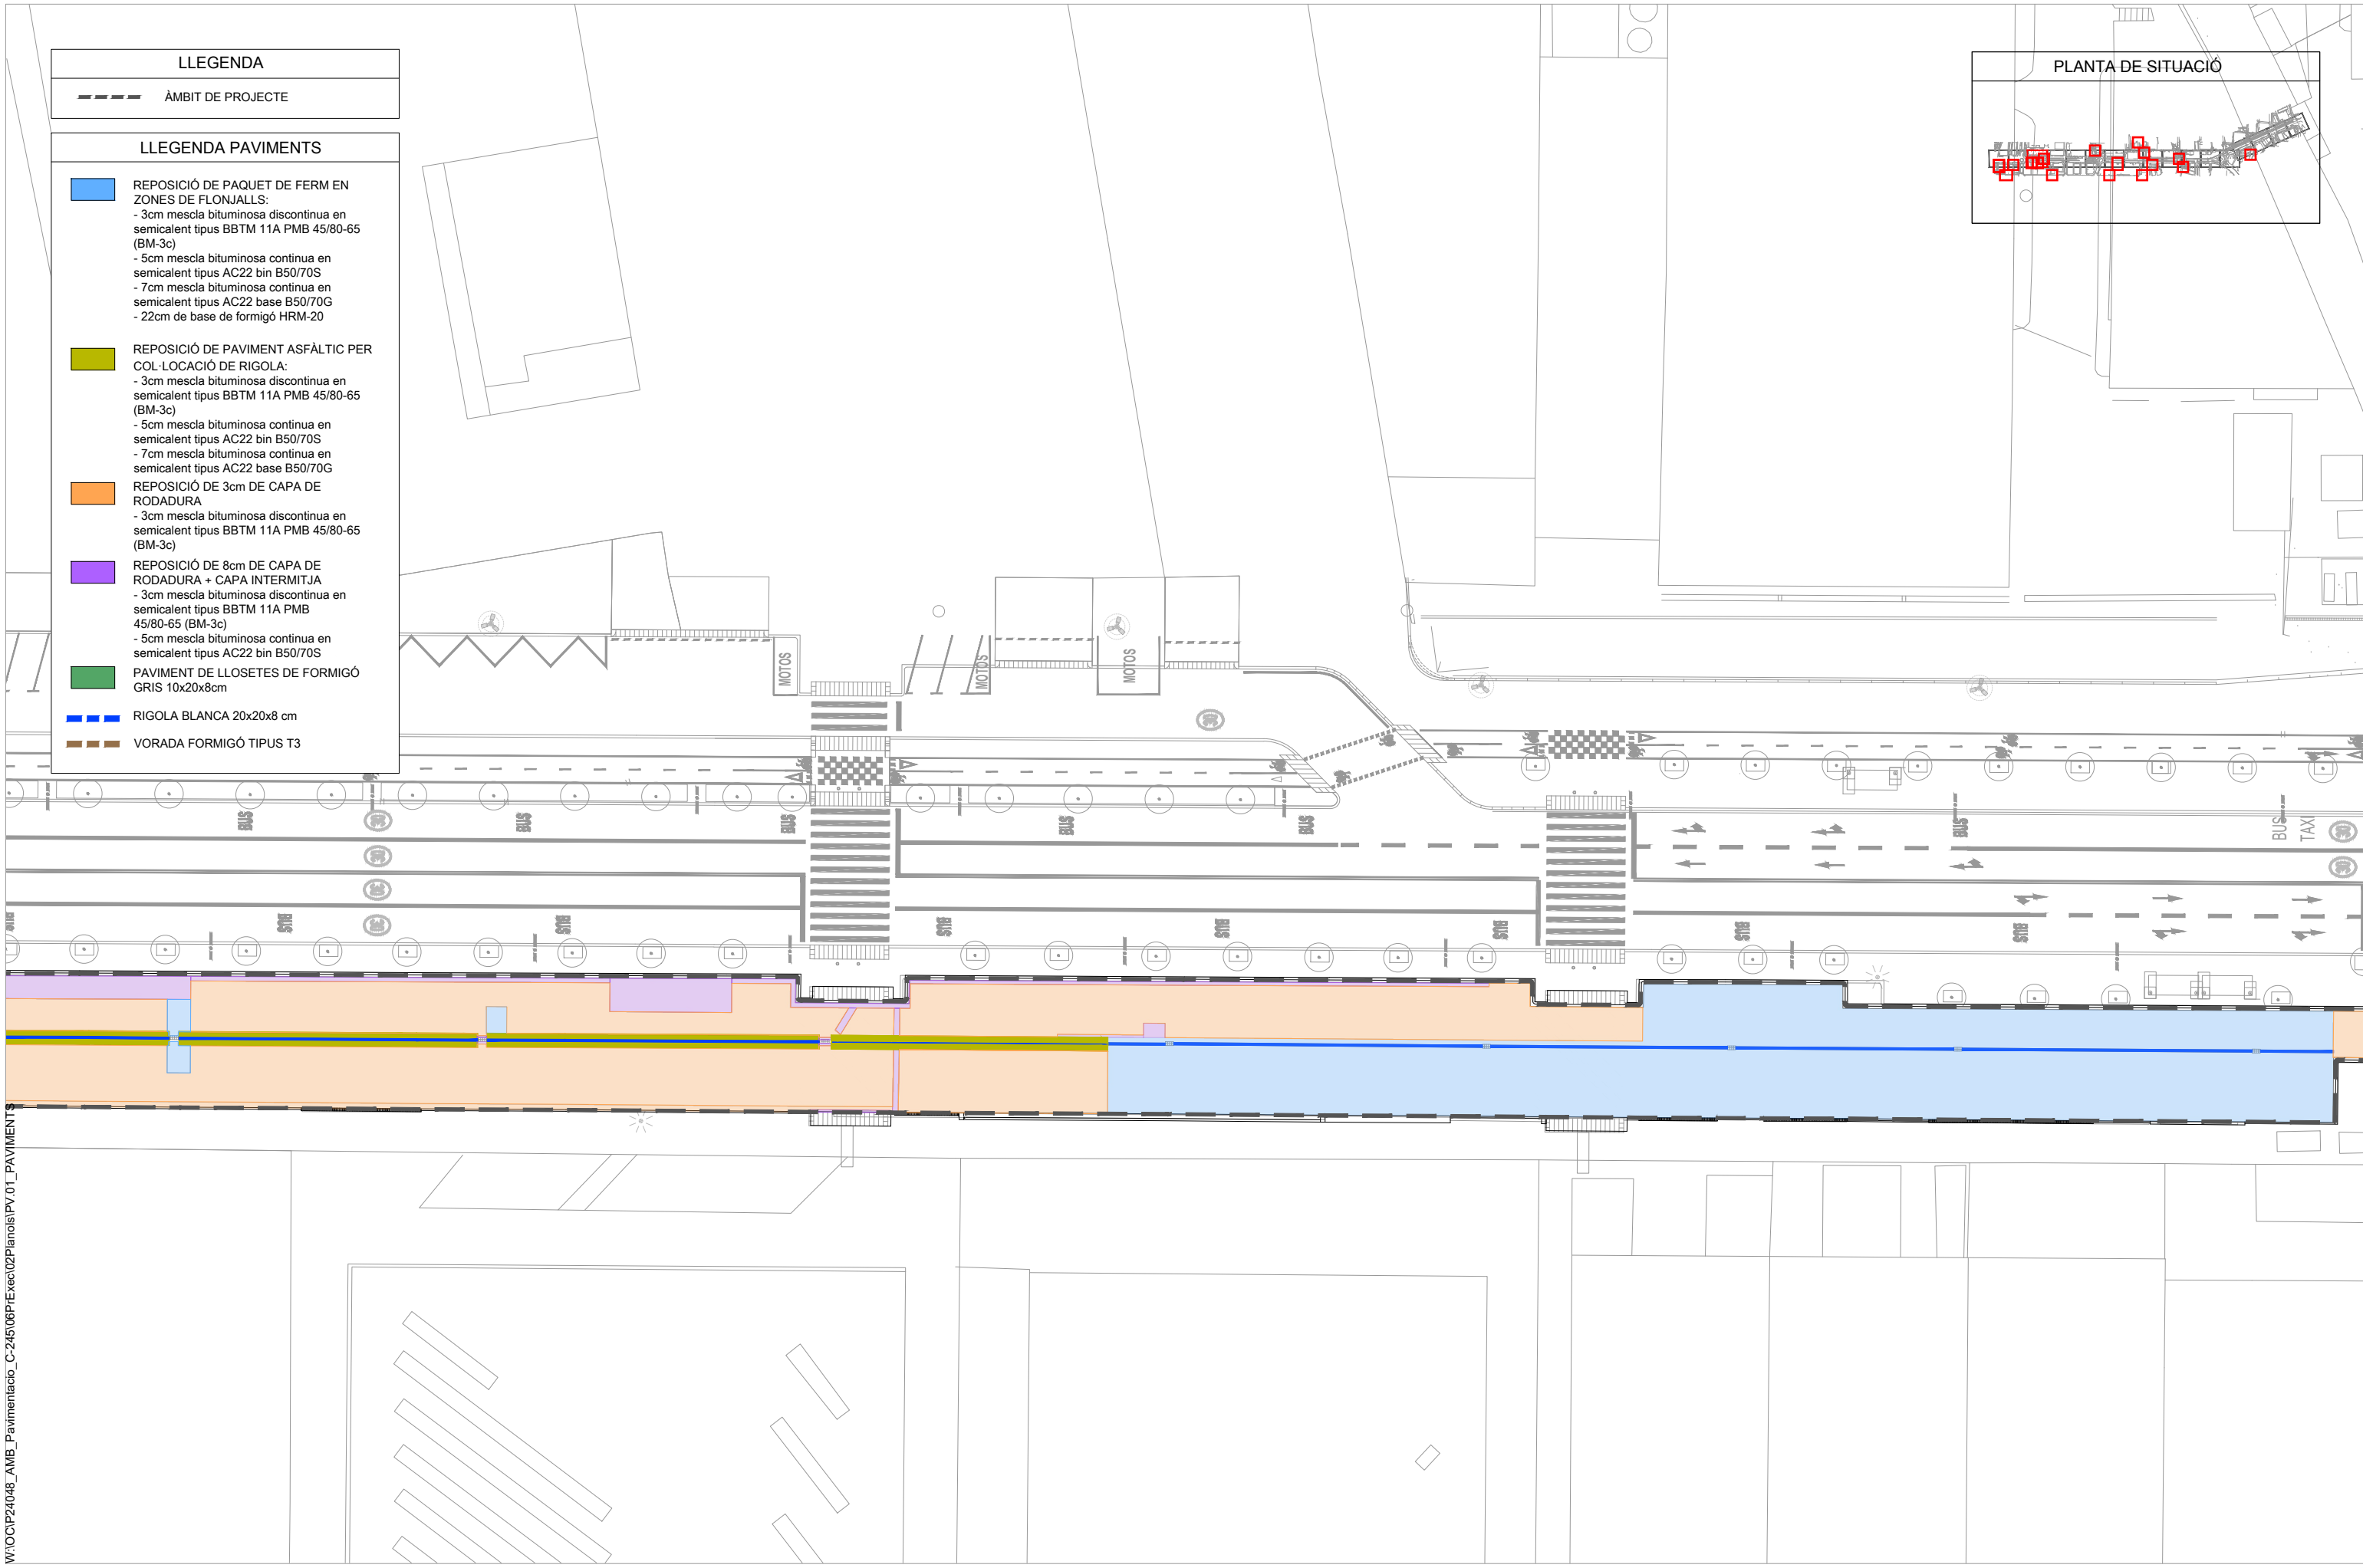 LLEGENDA
ÀMBIT DE PROJECTE
LLEGENDA PAVIMENTS
REPOSICIÓ DE PAQUET DE FERM EN
ZONES DE FLONJALLS:
- 3cm mescla bituminosa discontinua en
semicalent tipus BBTM 11A PMB 45/80-65
(BM-3c)
- 5cm mescla bituminosa continua en
semicalent tipus AC22 bin B50/70S
- 7cm mescla bituminosa continua en
semicalent tipus AC22 base B50/70G
- 22cm de base de formigó HRM-20
REPOSICIÓ DE PAVIMENT ASFÀLTIC PER
COL·LOCACIÓ DE RIGOLA:
- 3cm mescla bituminosa discontinua en
semicalent tipus BBTM 11A PMB 45/80-65
(BM-3c)
- 5cm mescla bituminosa continua en
semicalent tipus AC22 bin B50/70S
- 7cm mescla bituminosa continua en
semicalent tipus AC22 base B50/70G
REPOSICIÓ DE 3cm DE CAPA DE
RODADURA
- 3cm mescla bituminosa discontinua en
semicalent tipus BBTM 11A PMB 45/80-65
(BM-3c)
REPOSICIÓ DE 8cm DE CAPA DE
RODADURA + CAPA INTERMITJA
- 3cm mescla bituminosa discontinua en
semicalent tipus BBTM 11A PMB
45/80-65 (BM-3c)
- 5cm mescla bituminosa continua en
semicalent tipus AC22 bin B50/70S
PAVIMENT DE LLOSETES DE FORMIGÓ
GRIS 10x20x8cm
RIGOLA BLANCA 20x20x8 cm
VORADA FORMIGÓ TIPUS T3
PLANTA DE SITUACIÓ
MOTOS
MOTOS
MOTOS
BUS
BUS
BUS
BUS
BUS
BUS
BUS
TAXI
BUS
BUS
BUS
BUS
BUS
BUS
BUS
BUS
W:\OC\P24048_AMB_Pavimentacio_C-245\06PrExec\02Planols\PV.01_PAVIMENTS